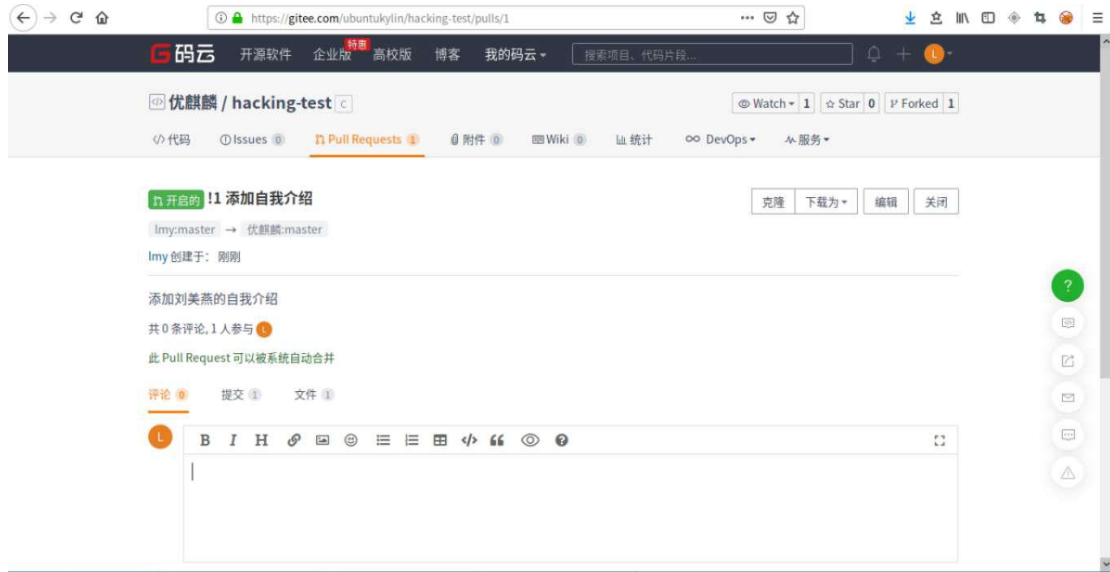 https://gitee.com/ubuntukylin/hacking-test/pulls/1
G码云 开源软件 企业版 特惠 高校版 博客 我的码云 搜索项目、代码片段... L
优麒麟 / hacking-test C Watch 1 Star 0 Forked 1
代码 Issues 0 Pull Requests 1 附件 0 Wiki 0 统计 DevOps 服务
开启的 !1 添加自我介绍 克隆 下载为 编辑 关闭
lmy:master → 优麒麟:master
lmy 创建于: 刚刚
添加刘美燕的自我介绍
共 0 条评论, 1 人参与 L
此 Pull Request 可以被系统自动合并
评论 0 提交 1 文件 1
L B I H